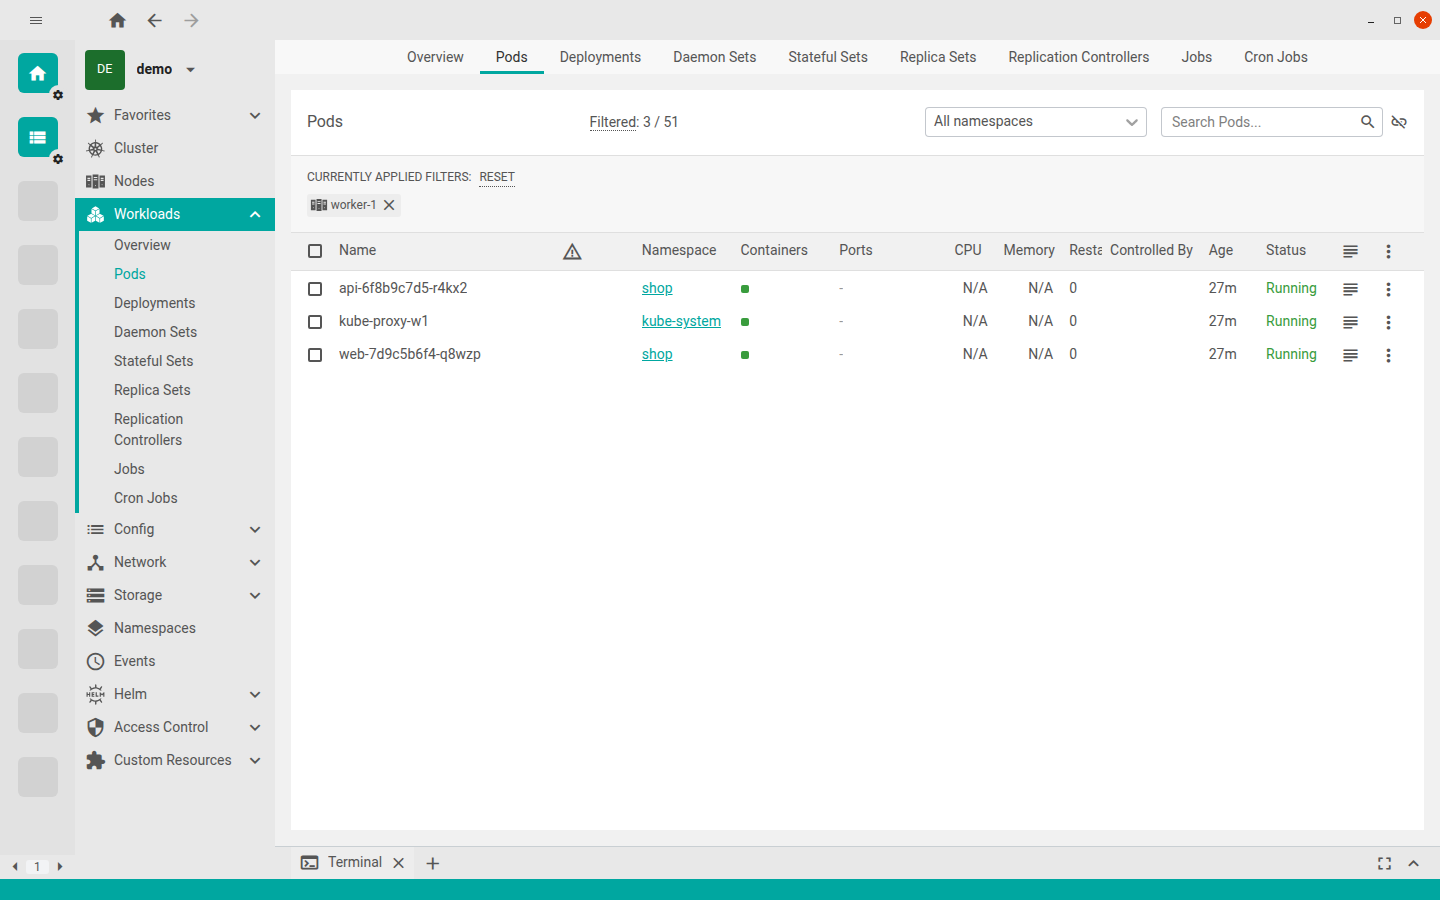 DE demo
Favorites
Cluster
Nodes
Workloads
Overview
Pods
Deployments
Daemon Sets
Stateful Sets
Replica Sets
Replication
Controllers
Jobs
Cron Jobs
Config
Network
Storage
Namespaces
Events
HELM Helm
Access Control
Custom Resources
1
Overview Pods Deployments Daemon Sets Stateful Sets Replica Sets Replication Controllers Jobs Cron Jobs
Pods Filtered: 3 / 51 All namespaces Search Pods...
CURRENTLY APPLIED FILTERS: RESET
worker-1
Name Namespace Containers Ports CPU Memory Resta Controlled By Age Status
api-6f8b9c7d5-r4kx2 shop - N/A N/A 0 27m Running
kube-proxy-w1 kube-system - N/A N/A 0 27m Running
web-7d9c5b6f4-q8wzp shop - N/A N/A 0 27m Running
Terminal